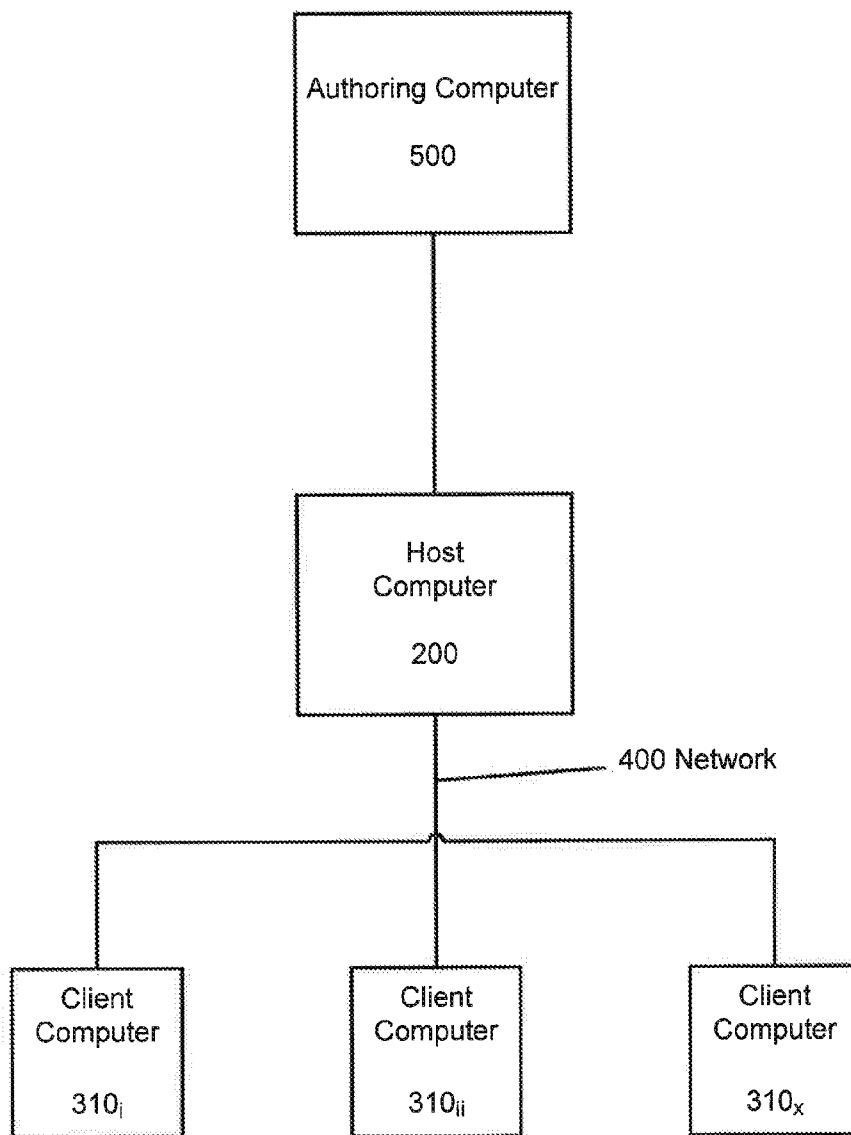 Authoring Computer
500
Host
Computer
200
400 Network
Client
Computer
310i
Client
Computer
310ii
Client
Computer
310x